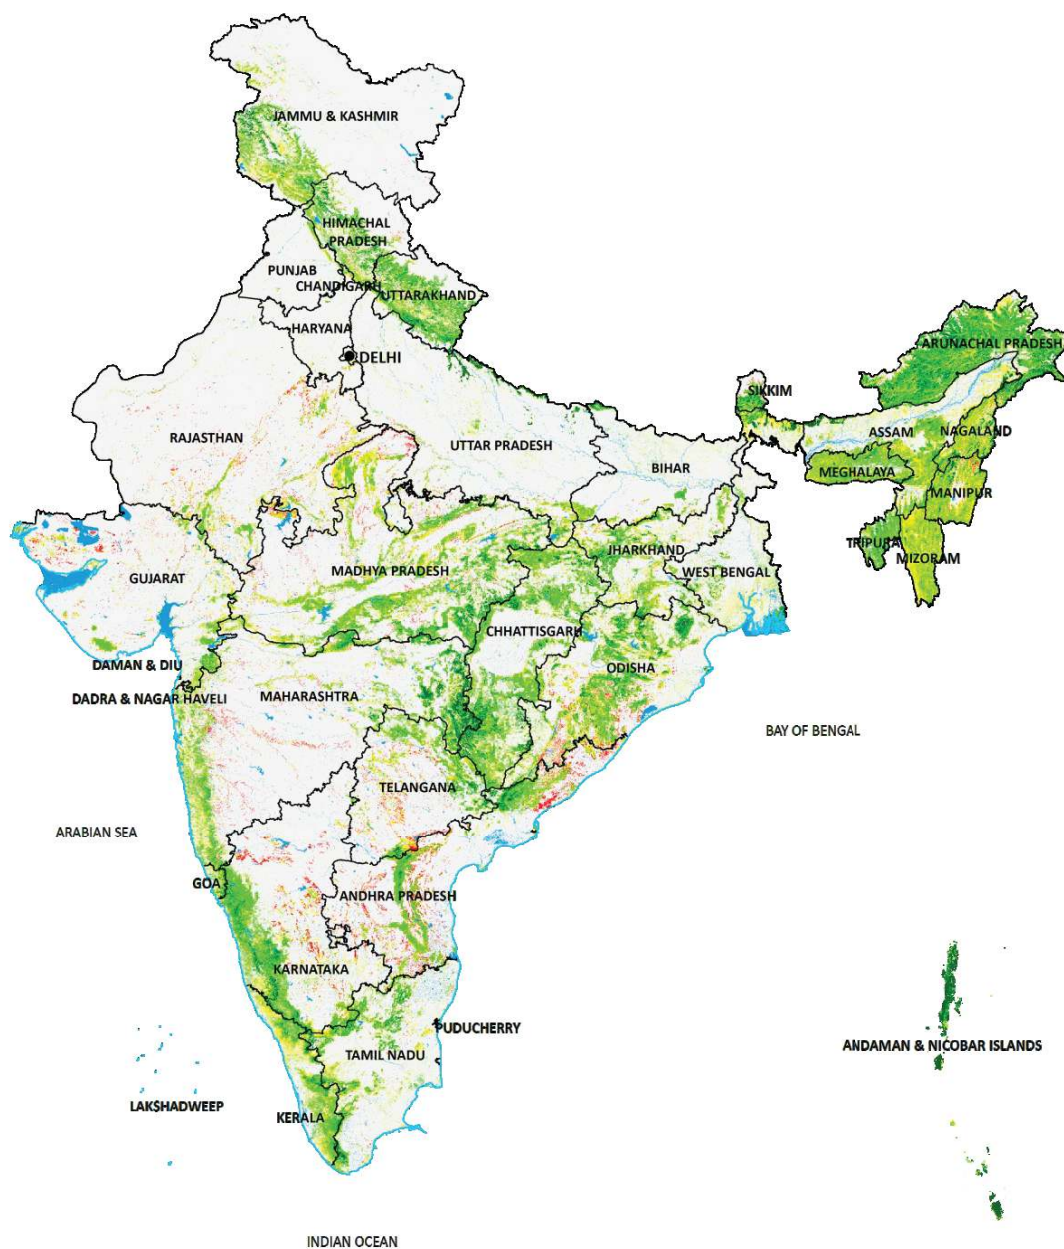 JAMMU & KASHMIR
HIMACHAL
PRADESH
PUNJAB
CHANDIGARH
UTTARAKHAND
HARYANA
DELHI
ARUNACHAL PRADESH
SIKKIM
RAJASTHAN
UTTAR PRADESH
ASSAM
NAGALAND
BIHAR
MEGHALAYA
MANIPUR
TRIPURA
MIZORAM
JHARKHAND
GUJARAT
MADHYA PRADESH
WEST BENGAL
CHHATTISGARH
DAMAN & DIU
ODISHA
DADRA & NAGAR HAVELI
MAHARASHTRA
BAY OF BENGAL
TELANGANA
ARABIAN SEA
GOA
ANDHRA PRADESH
KARNATAKA
PUDUCHERRY
TAMIL NADU
ANDAMAN & NICOBAR ISLANDS
LAKSHADWEEP
KERALA
INDIAN OCEAN